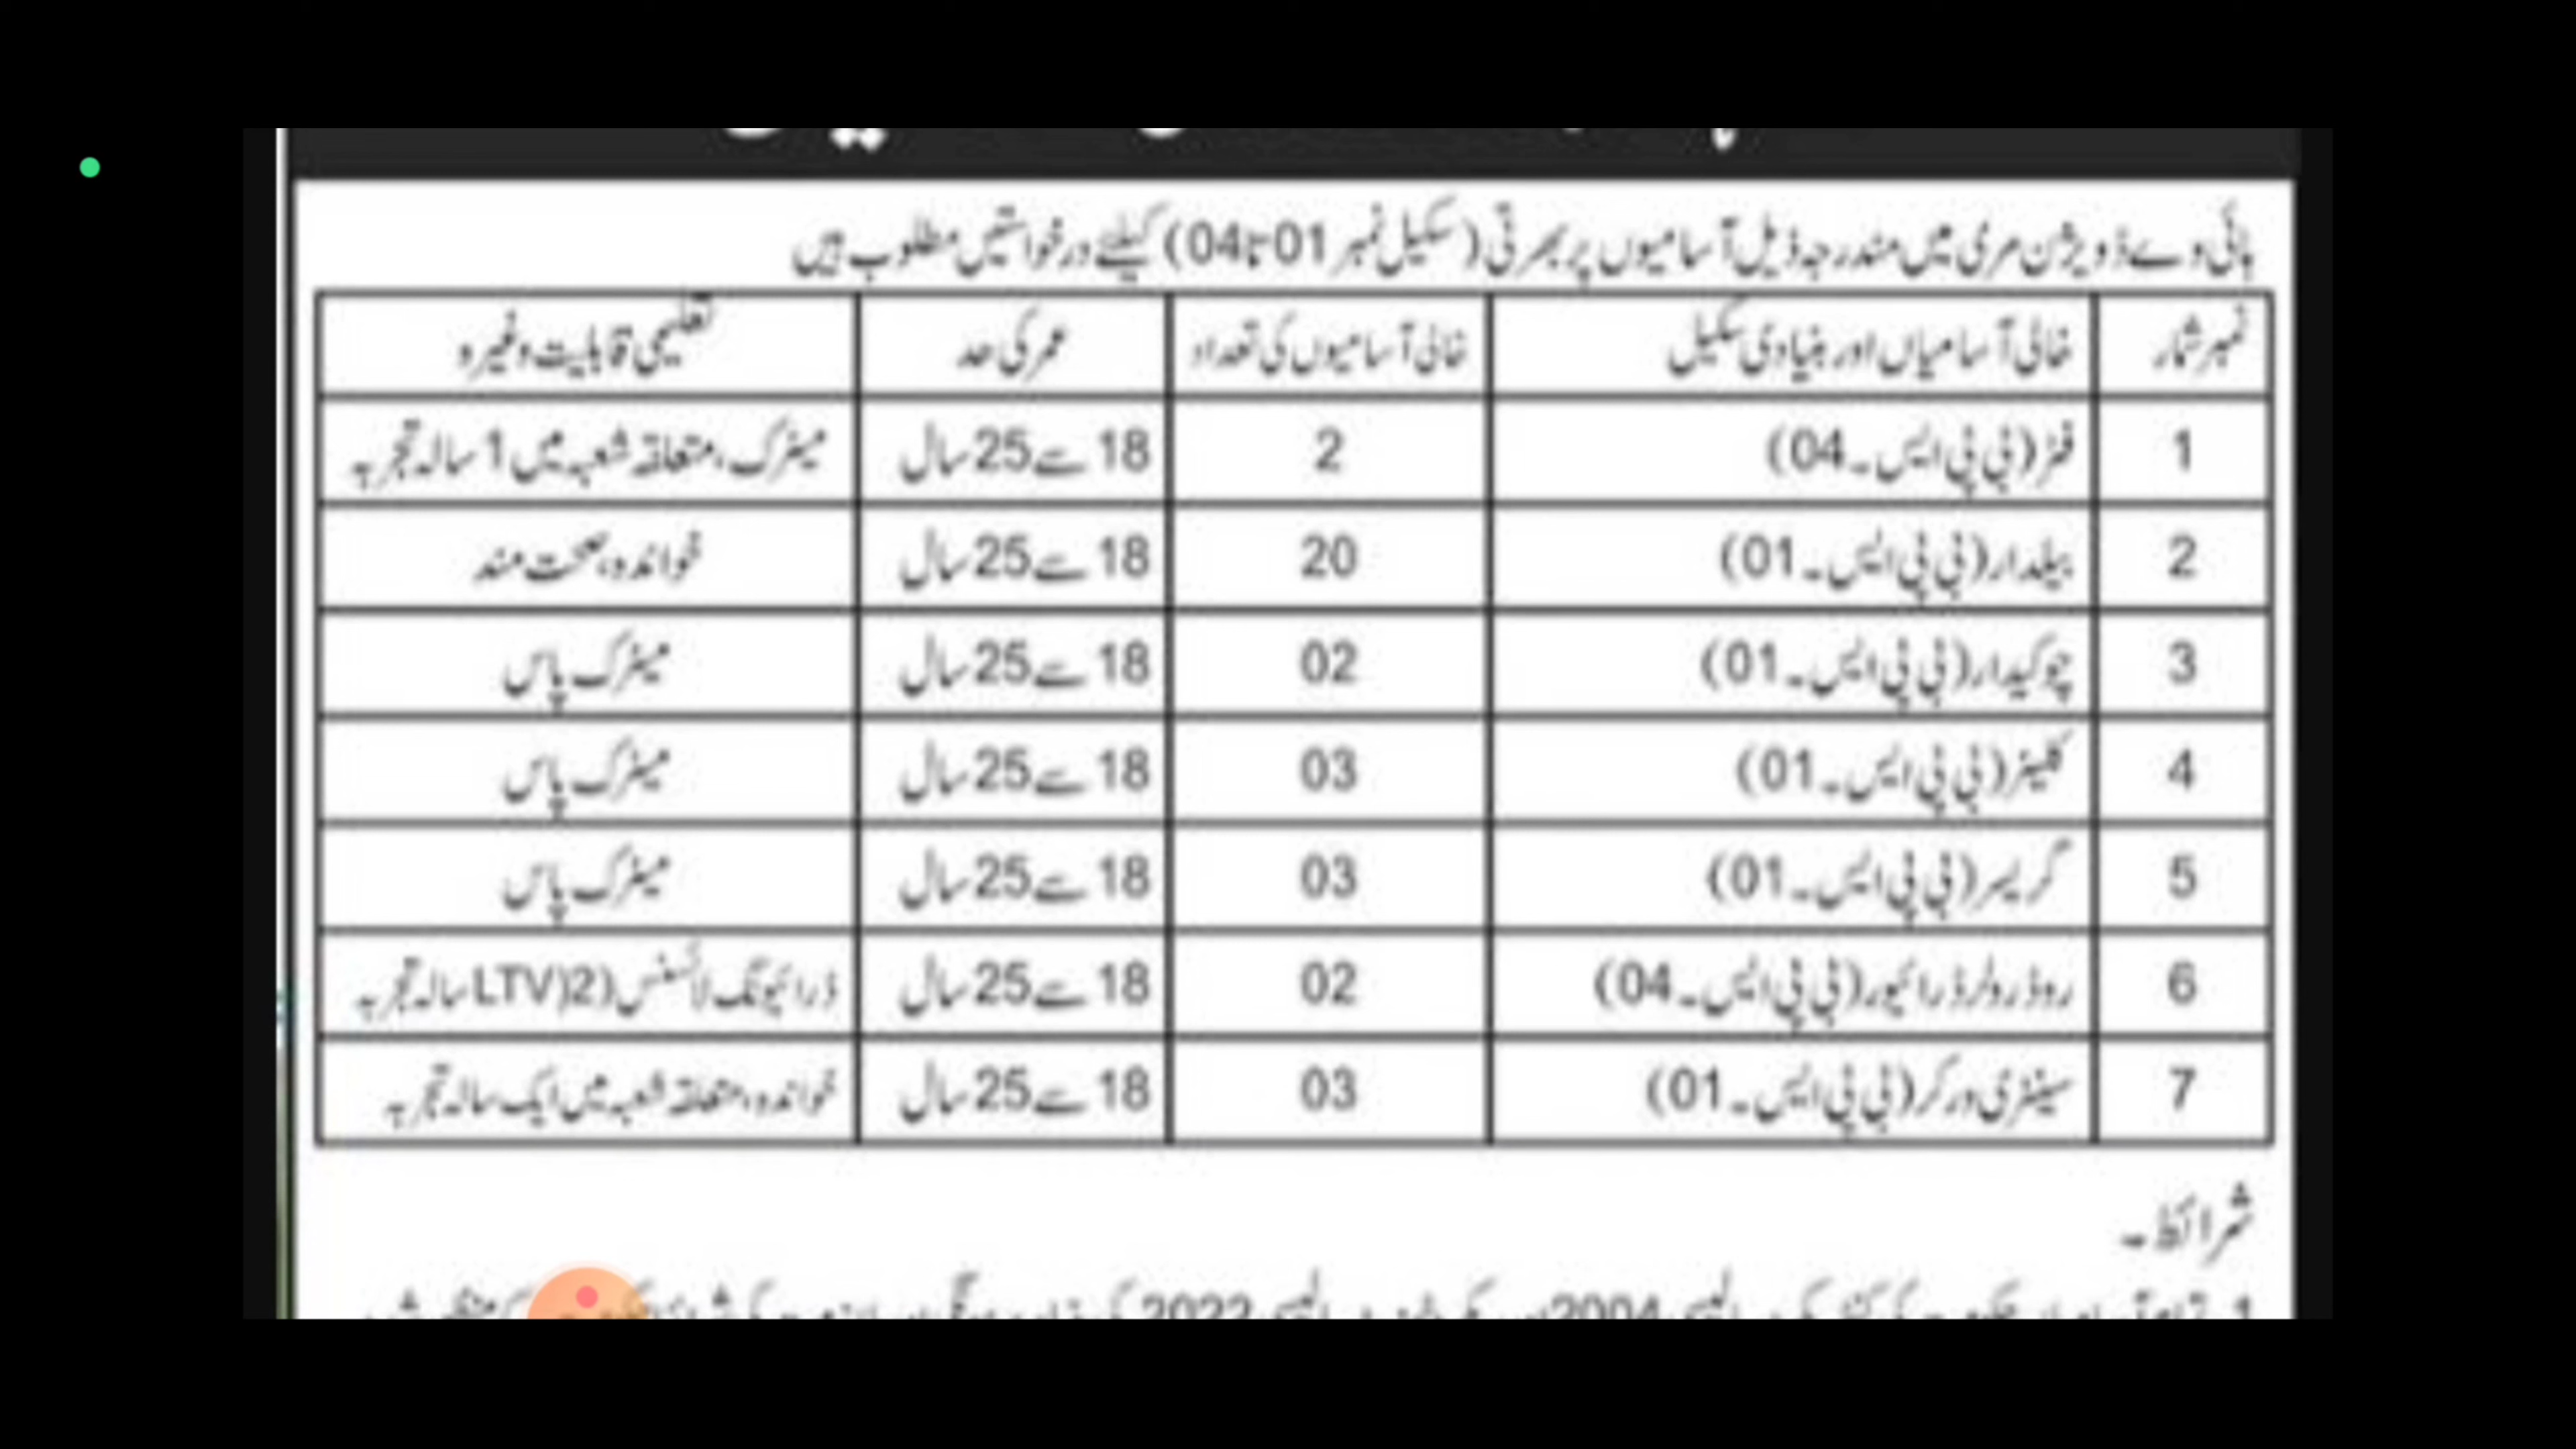 ہائی وے ڈویژن مری میں مندرجہ ذیل آسامیوں پر بھرتی (سکیل نمبر 01 تا 04) کیلئے درخواستیں مطلوب ہیں
نمبر شمار خالی آسامیاں اور بنیادی سکیل خالی آسامیوں کی تعداد عمر کی حد تعلیمی قابلیت وغیرہ
1 فٹر (بی پی ایس۔04) 2 18 سے 25 سال میٹرک، متعلقہ شعبہ میں 1 سالہ تجربہ
2 بیلدار (بی پی ایس۔01) 20 18 سے 25 سال خواندہ، صحت مند
3 چوکیدار (بی پی ایس۔01) 02 18 سے 25 سال میٹرک پاس
4 کلینر (بی پی ایس۔01) 03 18 سے 25 سال میٹرک پاس
5 گریسر (بی پی ایس۔01) 03 18 سے 25 سال میٹرک پاس
6 روڈ رولر ڈرائیور (بی پی ایس۔04) 02 18 سے 25 سال ڈرائیونگ لائسنس (LTV)2 سالہ تجربہ
7 سینٹری ورکر (بی پی ایس۔01) 03 18 سے 25 سال خواندہ، متعلقہ شعبہ میں ایک سالہ تجربہ
شرائط۔